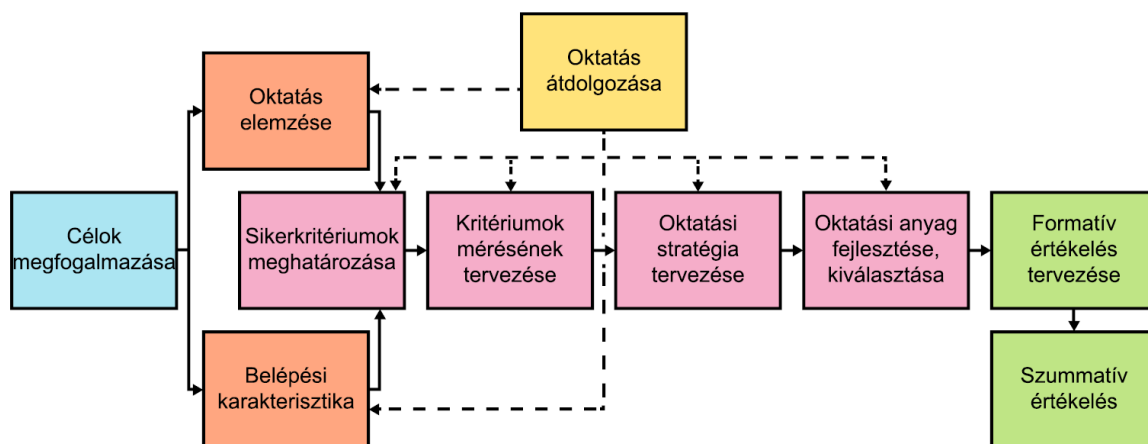 Oktatás
átdolgozása
Oktatás
elemzése
Célok
megfogalmazása
Sikerkritériumok
meghatározása
Kritériumok
mérésének
tervezése
Oktatási
stratégia
tervezése
Oktatási anyag
fejlesztése,
kiválasztása
Formatív
értékelés
tervezése
Belépési
karakterisztika
Szummatív
értékelés